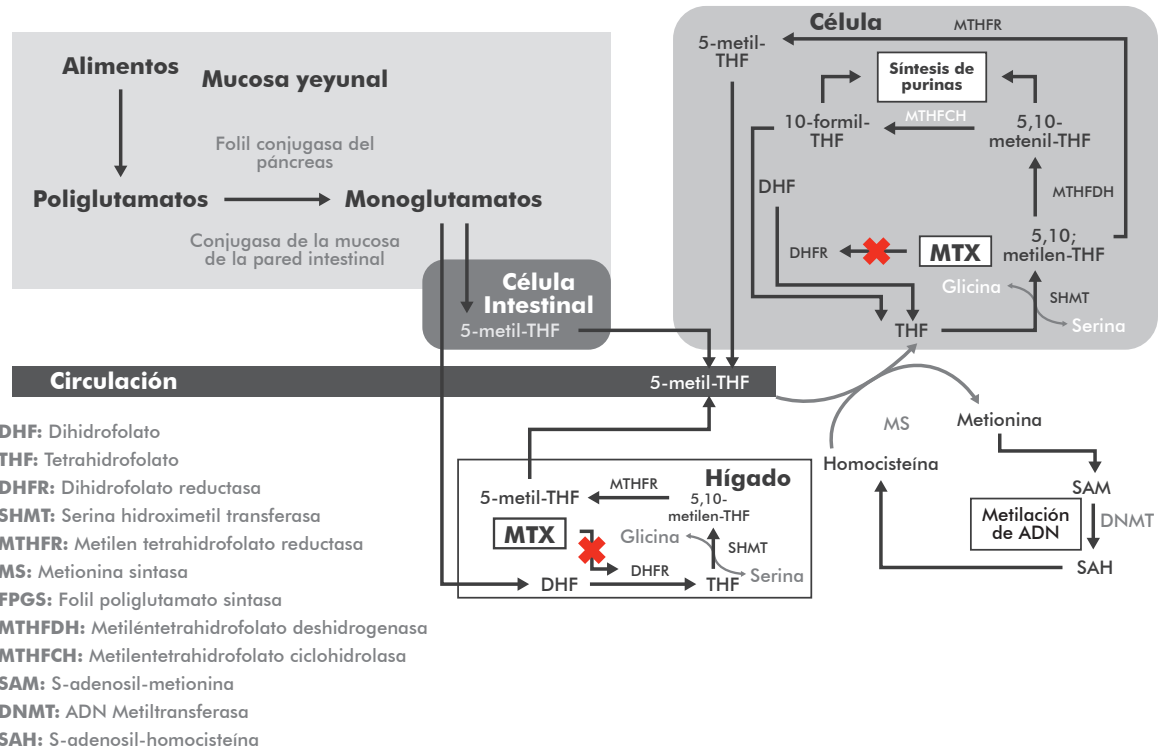 Alimentos
Mucosa yeyunal
Folil conjugasa del
páncreas
Poliglutamatos
Monoglutamatos
Conjugasa de la mucosa
de la pared intestinal
Célula
Intestinal
5-metil-THF
Célula
MTHFR
5-metil-
THF
Síntesis de
purinas
10-formil-
THF
MTHFCH
5,10-
metenil-THF
DHF
MTHFDH
DHFR
MTX
5,10;
metilen-THF
Glicina
SHMT
Serina
THF
Circulación
5-metil-THF
MS
Metionina
Homocisteína
SAM
Metilación
de ADN
DNMT
SAH
Hígado
5-metil-THF
MTHFR
5,10-
metilen-THF
MTX
Glicina
SHMT
DHFR
Serina
DHF
THF
DHF: Dihidrofolato
THF: Tetrahidrofolato
DHFR: Dihidrofolato reductasa
SHMT: Serina hidroximetil transferasa
MTHFR: Metilen tetrahidrofolato reductasa
MS: Metionina sintasa
FPGS: Folil poliglutamato sintasa
MTHFDH: Metiléntetrahidrofolato deshidrogenasa
MTHFCH: Metilentetrahidrofolato ciclohidrolasa
SAM: S-adenosil-metionina
DNMT: ADN Metiltransferasa
SAH: S-adenosil-homocisteína